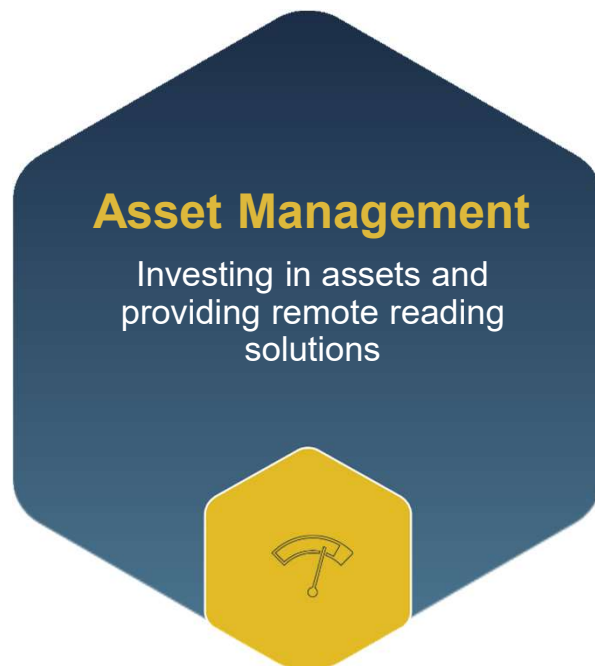 Asset Management
Investing in assets and
providing remote reading
solutions